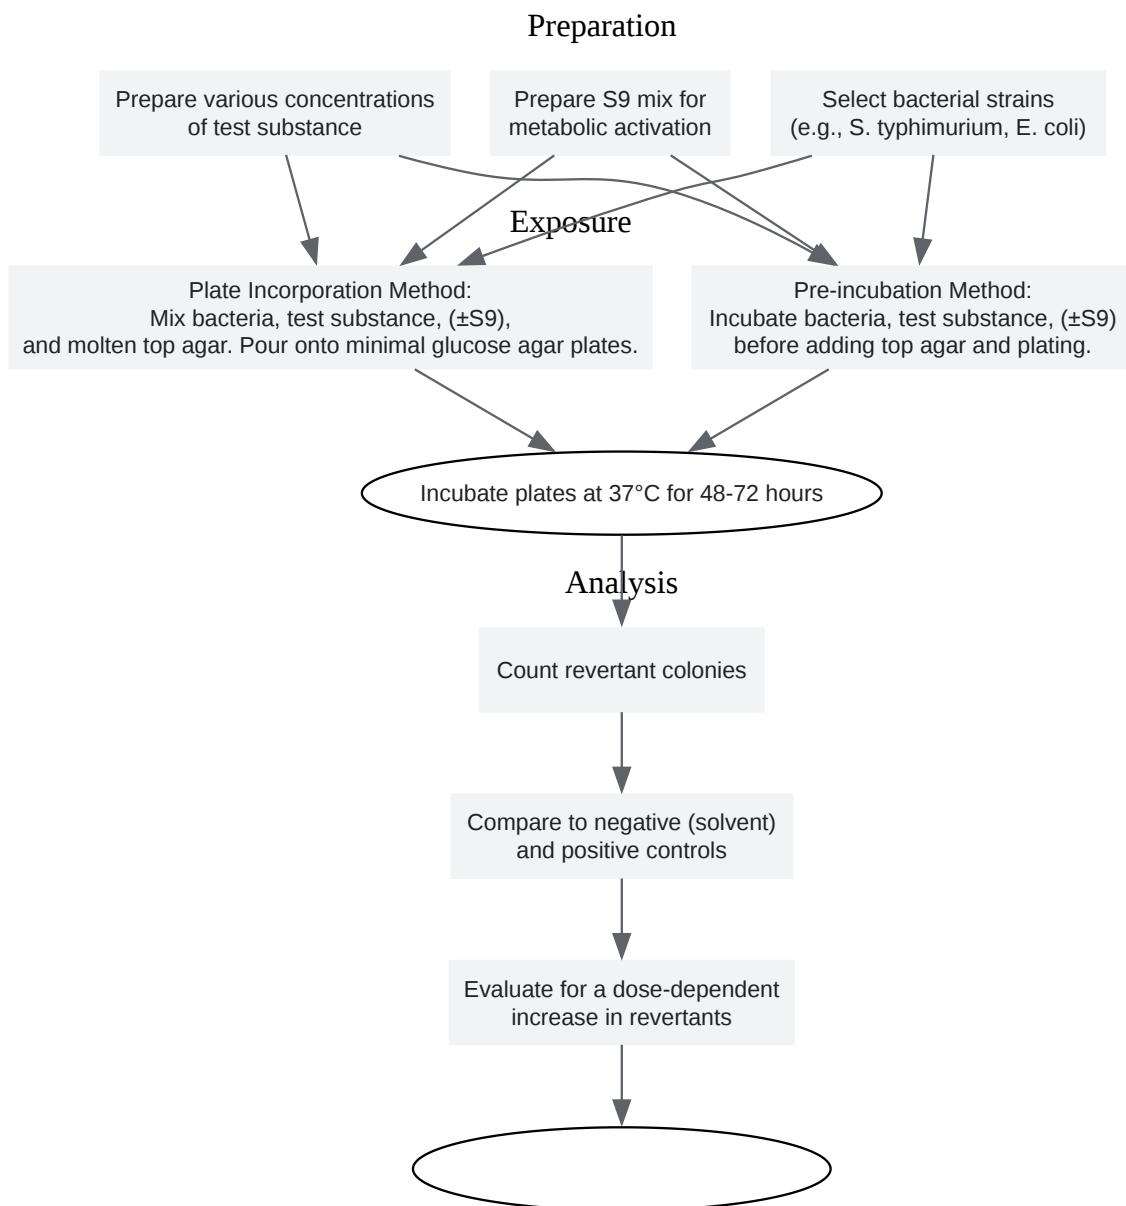 Preparation
Prepare various concentrations
of test substance
Prepare S9 mix for
metabolic activation
Select bacterial strains
(e.g., S. typhimurium, E. coli)
Exposure
Plate Incorporation Method:
Mix bacteria, test substance, (±S9),
and molten top agar. Pour onto minimal glucose agar plates.
Pre-incubation Method:
Incubate bacteria, test substance, (±S9)
before adding top agar and plating.
Incubate plates at 37°C for 48-72 hours
Analysis
Count revertant colonies
Compare to negative (solvent)
and positive controls
Evaluate for a dose-dependent
increase in revertants